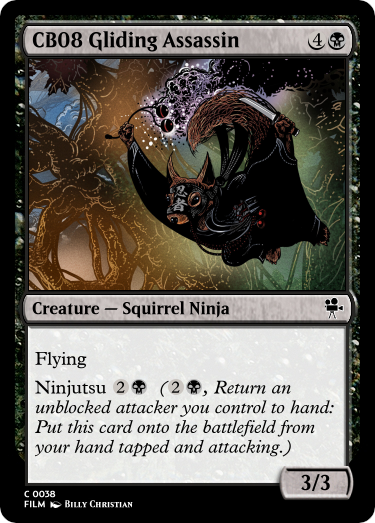 CB08 Gliding Assassin 4
Creature — Squirrel Ninja
Flying
Ninjutsu 2 (2, Return an
unblocked attacker you control to hand:
Put this card onto the battlefield from
your hand tapped and attacking.)
3/3
C 0038
FILM Billy Christian